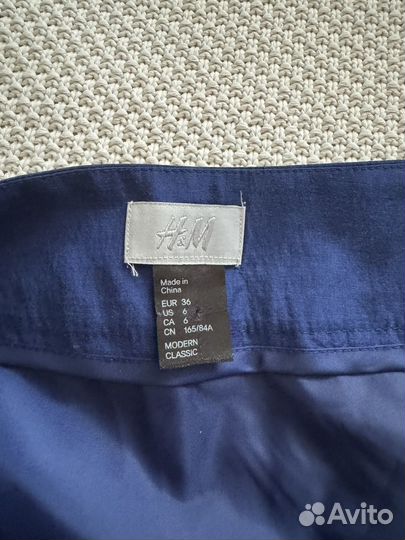 H&M
Made in
China
EUR 36
US 6
CA 6
CN 165/84A
MODERN
CLASSIC
Avito